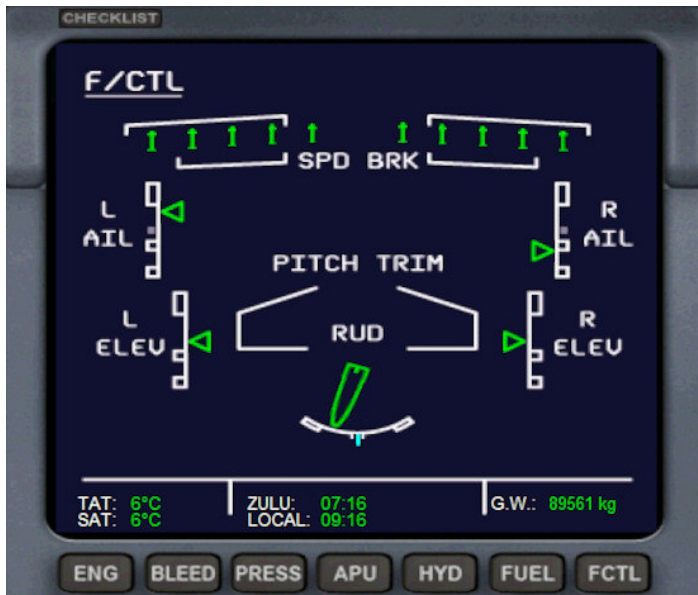 CHECKLIST
F/CTL
SPD BRK
L
AIL
R
AIL
PITCH TRIM
L
ELEV
RUD
R
ELEV
TAT: 6°C
SAT: 6°C
ZULU: 07:16
LOCAL: 09:16
G.W.: 89561 kg
ENG BLEED PRESS APU HYD FUEL FCTL